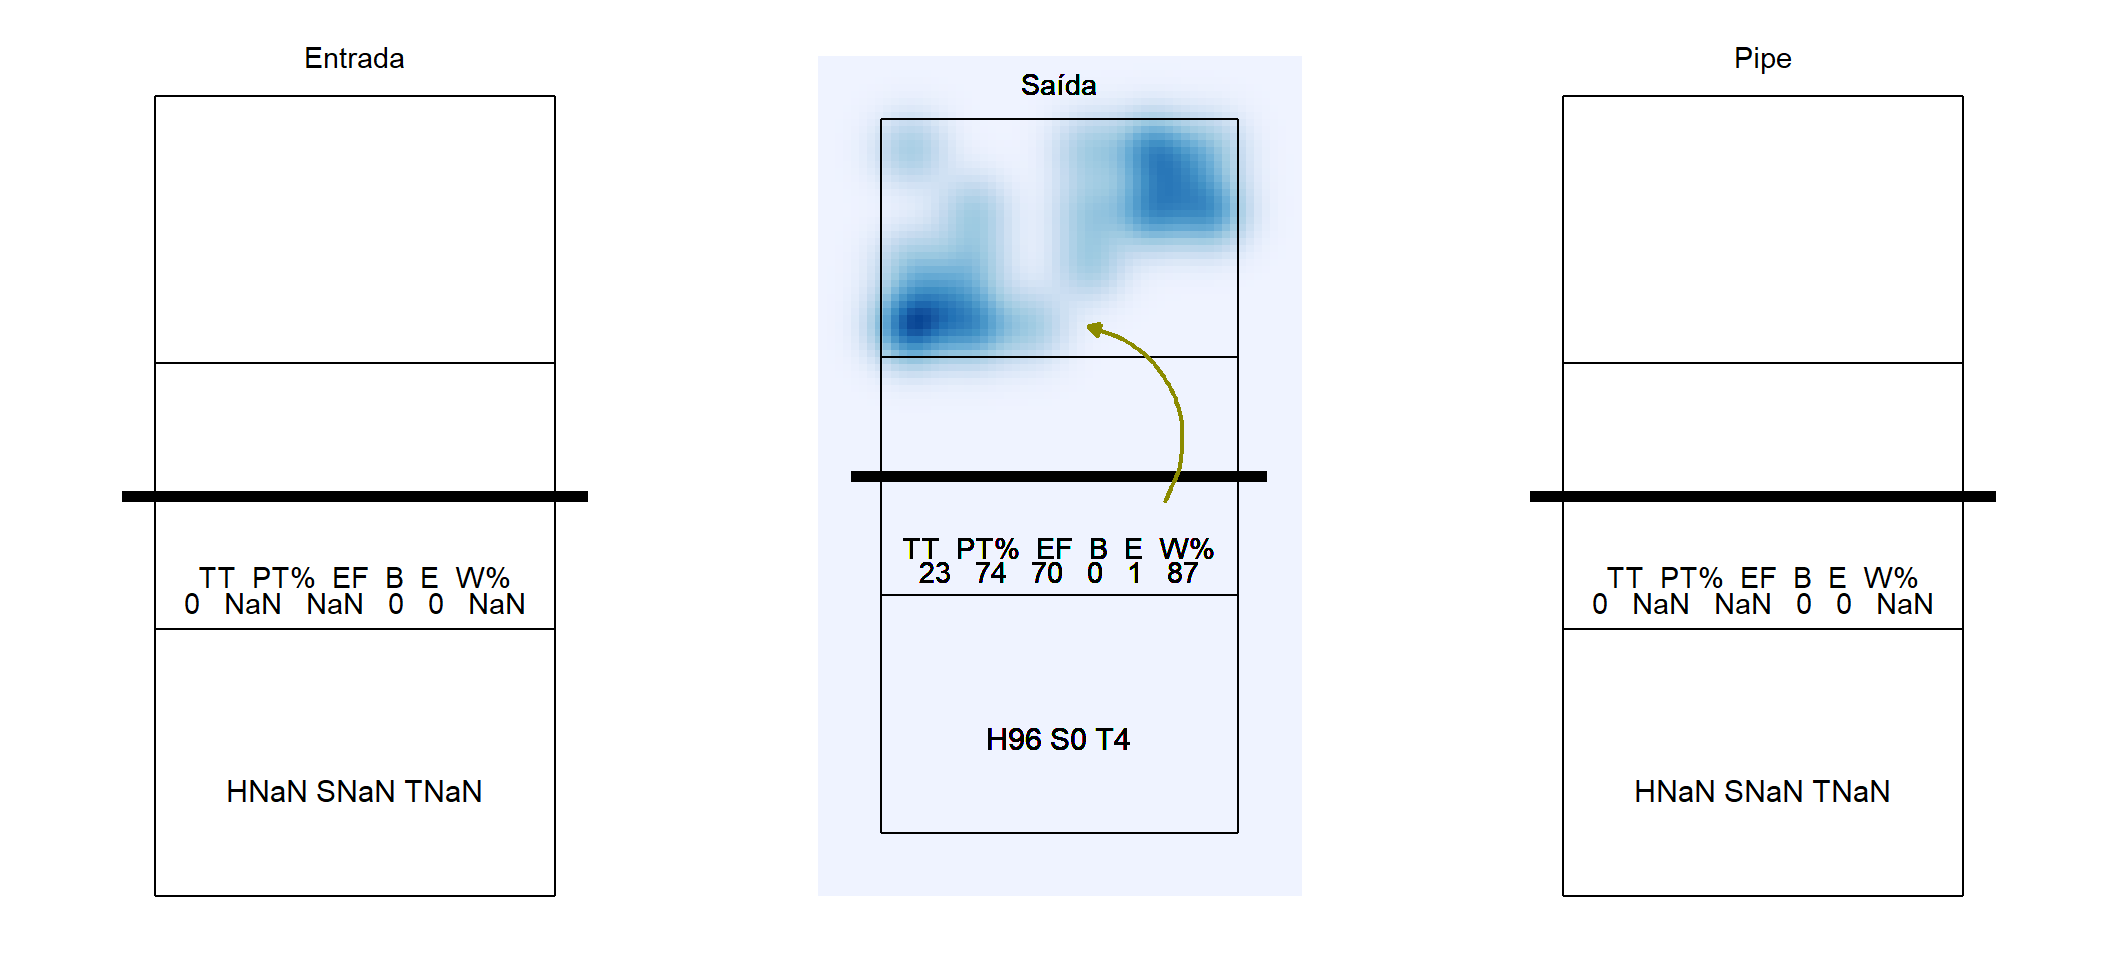 Entrada
TT PT% EF B E W%
0 NaN NaN 0 0 NaN
HNaN SNaN TNaN
Saída
TT PT% EF B E W%
23 74 70 0 1 87
H96 S0 T4
Pipe
TT PT% EF B E W%
0 NaN NaN 0 0 NaN
HNaN SNaN TNaN